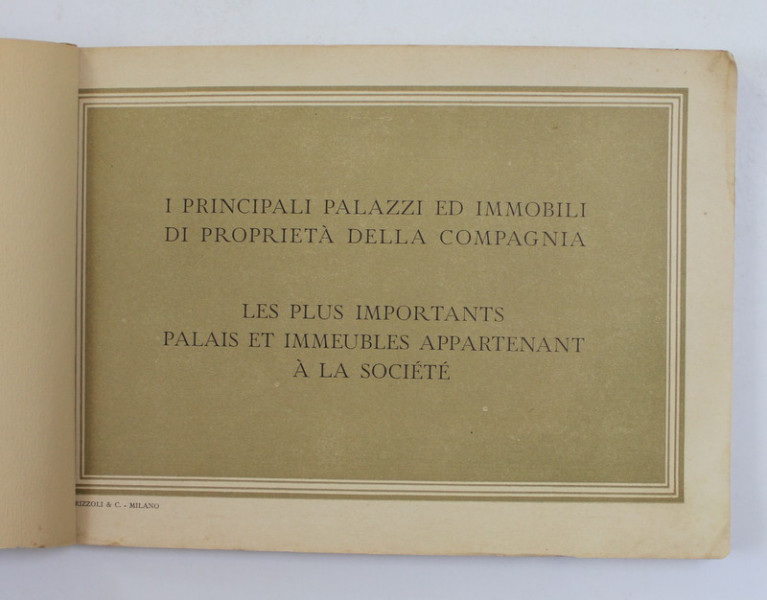 I PRINCIPALI PALAZZI ED IMMOBILI
DI PROPRIETÀ DELLA COMPAGNIA
LES PLUS IMPORTANTS
PALAIS ET IMMEUBLES APPARTENANT
À LA SOCIÉTÉ
RIZZOLI & C. - MILANO